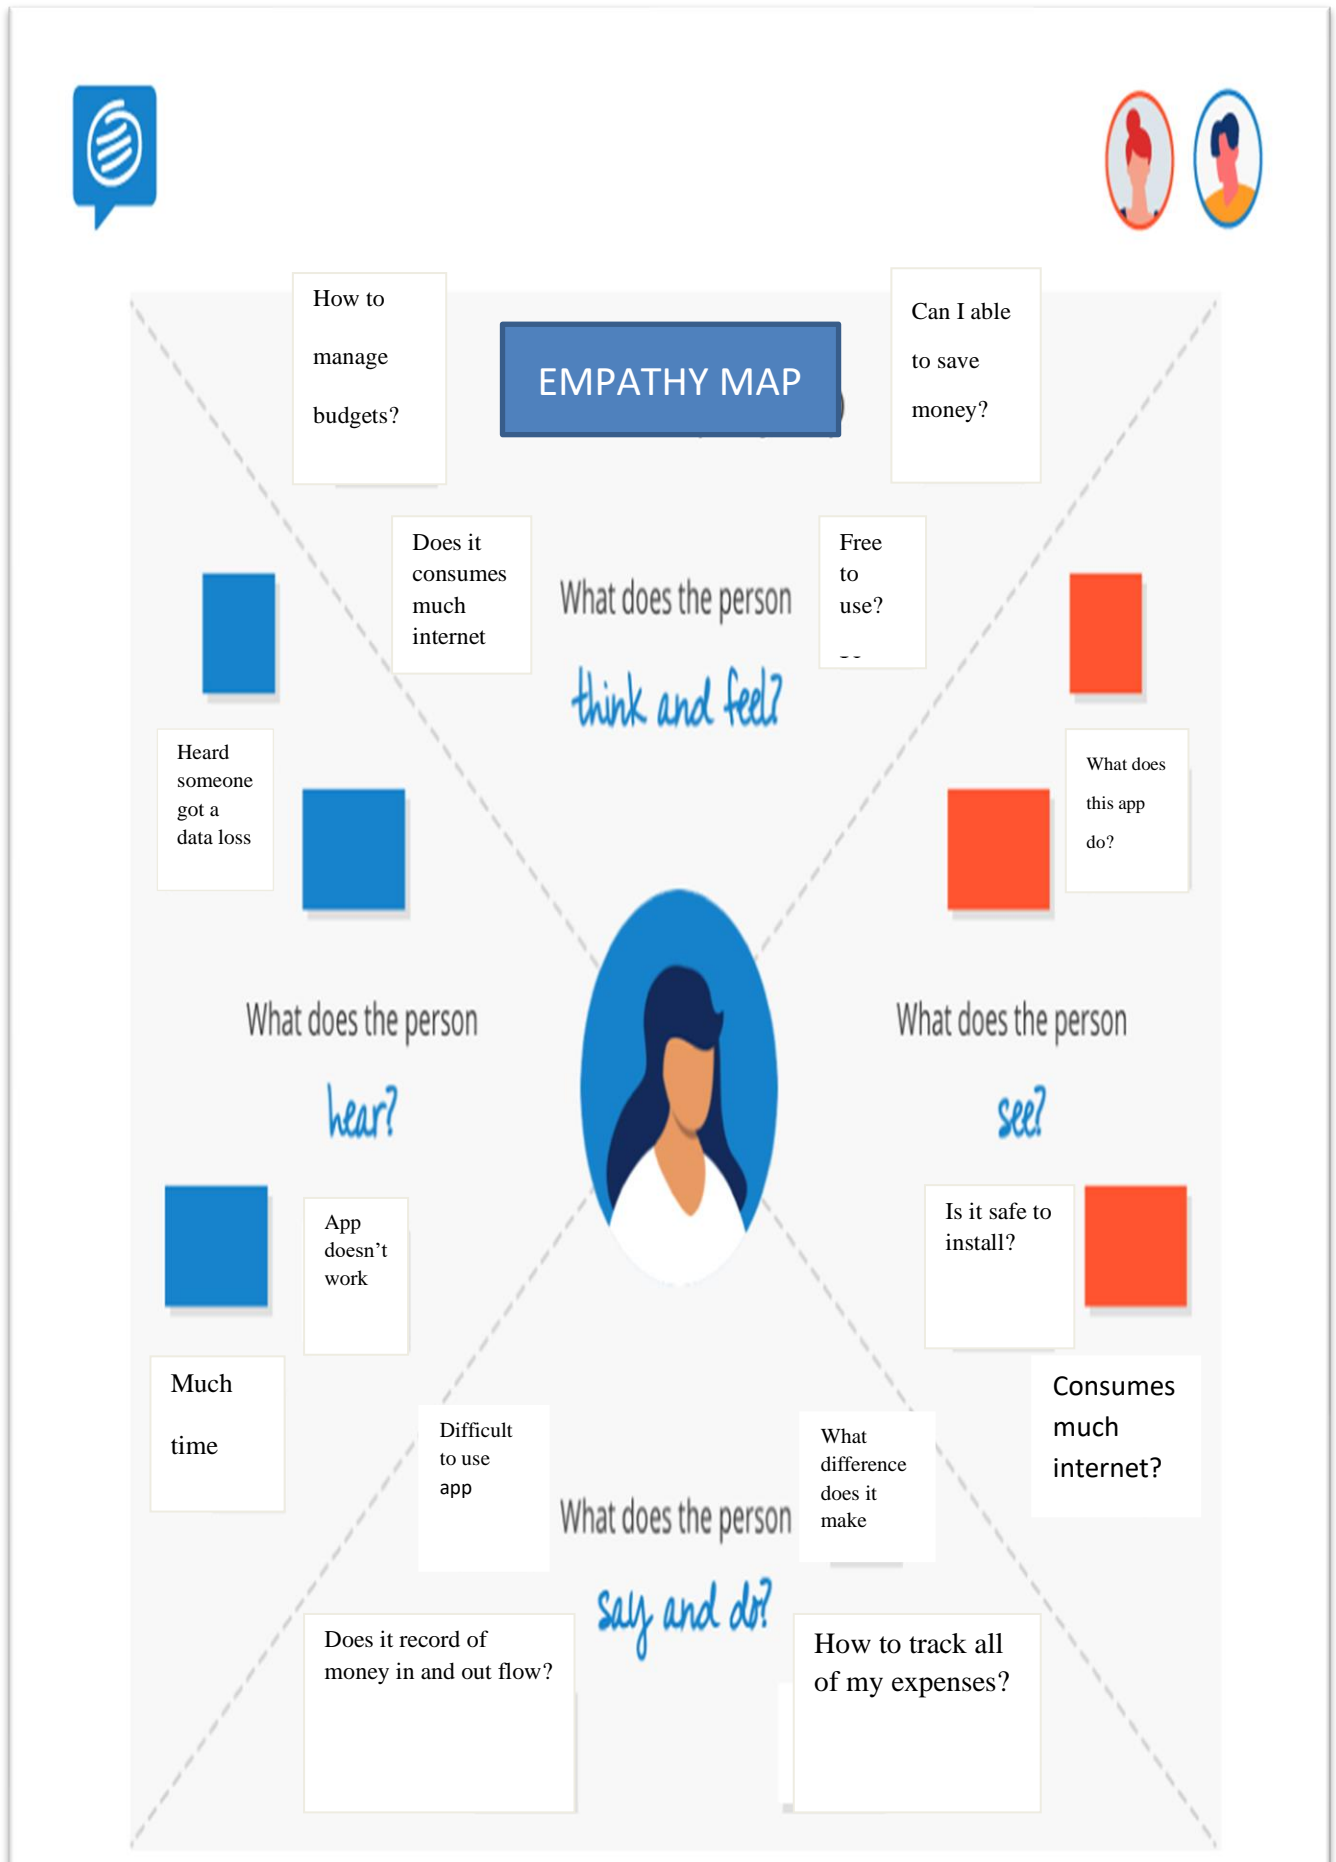 How to
manage
budgets?
EMPATHY MAP
Can I able
to save
money?
Does it
consumes
much
internet
What does the person
think and feel?
Free
to
use?
Heard
someone
got a
data loss
What does
this app
do?
What does the person
hear?
What does the person
see?
App
doesn’t
work
Is it safe to
install?
Much
time
Consumes
much
internet?
Difficult
to use
app
What does the person
say and do?
What
difference
does it
make
Does it record of
money in and out flow?
How to track all
of my expenses?